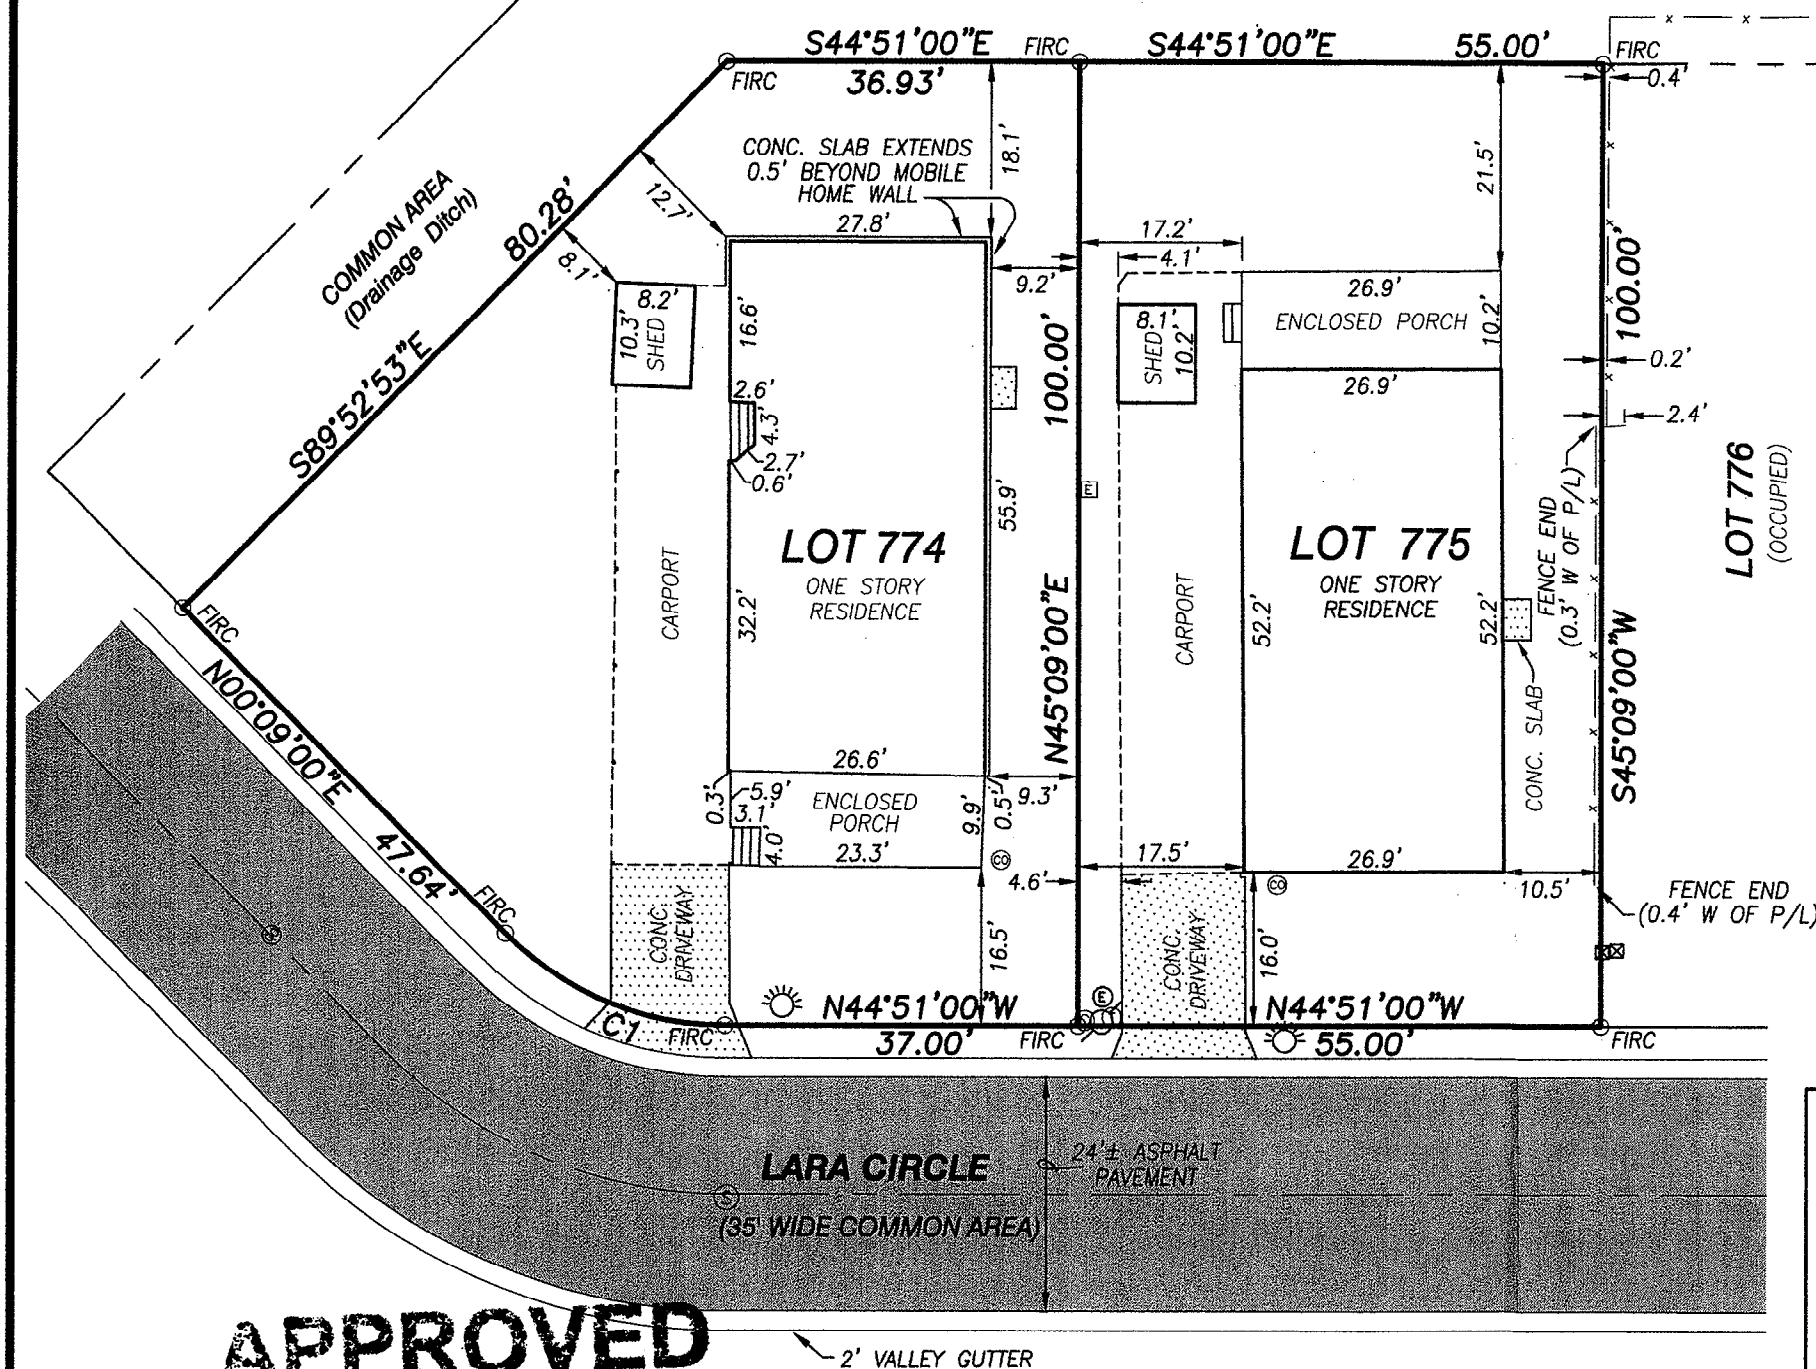 S44°51'00"E
FIRC
S44°51'00"E
55.00'
FIRC
FIRC
36.93'
0.4'
CONC. SLAB EXTENDS
0.5' BEYOND MOBILE
HOME WALL
18.1'
21.5'
12.7'
27.8'
17.2'
4.1'
COMMON AREA
(Drainage Ditch)
80.28'
8.1'
9.2'
26.9'
ENCLOSED PORCH
10.2'
100.00'
8.2'
10.3'
SHED
16.6'
8.1'
SHED
10.2'
0.2'
100.00'
26.9'
2.6'
4.3'
2.7'
0.6'
2.4'
S89°52'53"E
55.9'
E
LOT 776
(OCCUPIED)
FENCE END
(0.3' W OF P/L)
LOT 774
ONE STORY
RESIDENCE
LOT 775
ONE STORY
RESIDENCE
CARPORT
32.2'
N45°09'00"E
CARPORT
52.2'
52.2'
CONC. SLAB
S45°09'00"W
FIRC
N00°09'00"E
47.64'
FIRC
26.6'
0.3'
5.9'
3.1'
4.0'
ENCLOSED
PORCH
9.9'
0.5'
9.3'
23.3'
CO
4.6'
17.5'
26.9'
CO
10.5'
FENCE END
(0.4' W OF P/L)
CONC.
DRIVEWAY
16.5'
CONC.
DRIVEWAY
16.0'
E
C1
FIRC
N44°51'00"W
37.00'
FIRC
N44°51'00"W
55.00'
FIRC
LARA CIRCLE
(35' WIDE COMMON AREA)
24'± ASPHALT
PAVEMENT
S
APPROVED
2' VALLEY GUTTER